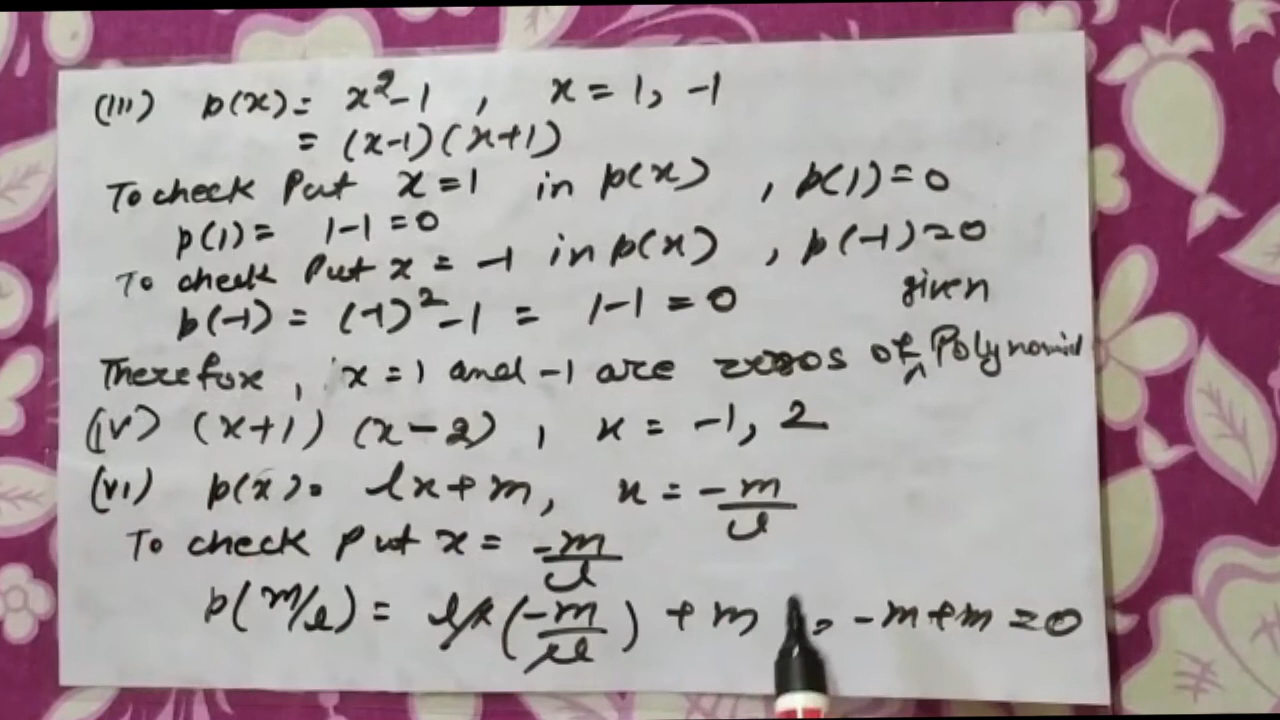 (iii) p(x) = x²-1 , x = 1, -1
= (x-1)(x+1)
To check Put x = 1 in p(x) , p(1) = 0
p(1) = 1-1 = 0
To check Put x = -1 in p(x) , p(-1) = 0
p(-1) = (-1)² -1 = 1-1 = 0
given
Therefore, x = 1 and -1 are zeros of ^ Polynomial
(iv) (x+1) (x-2) , x = -1, 2
(vi) p(x) = lx+m, x = -m/l
To check put x = -m/l
p(m/l) = l(-m/l) + m = -m+m = 0